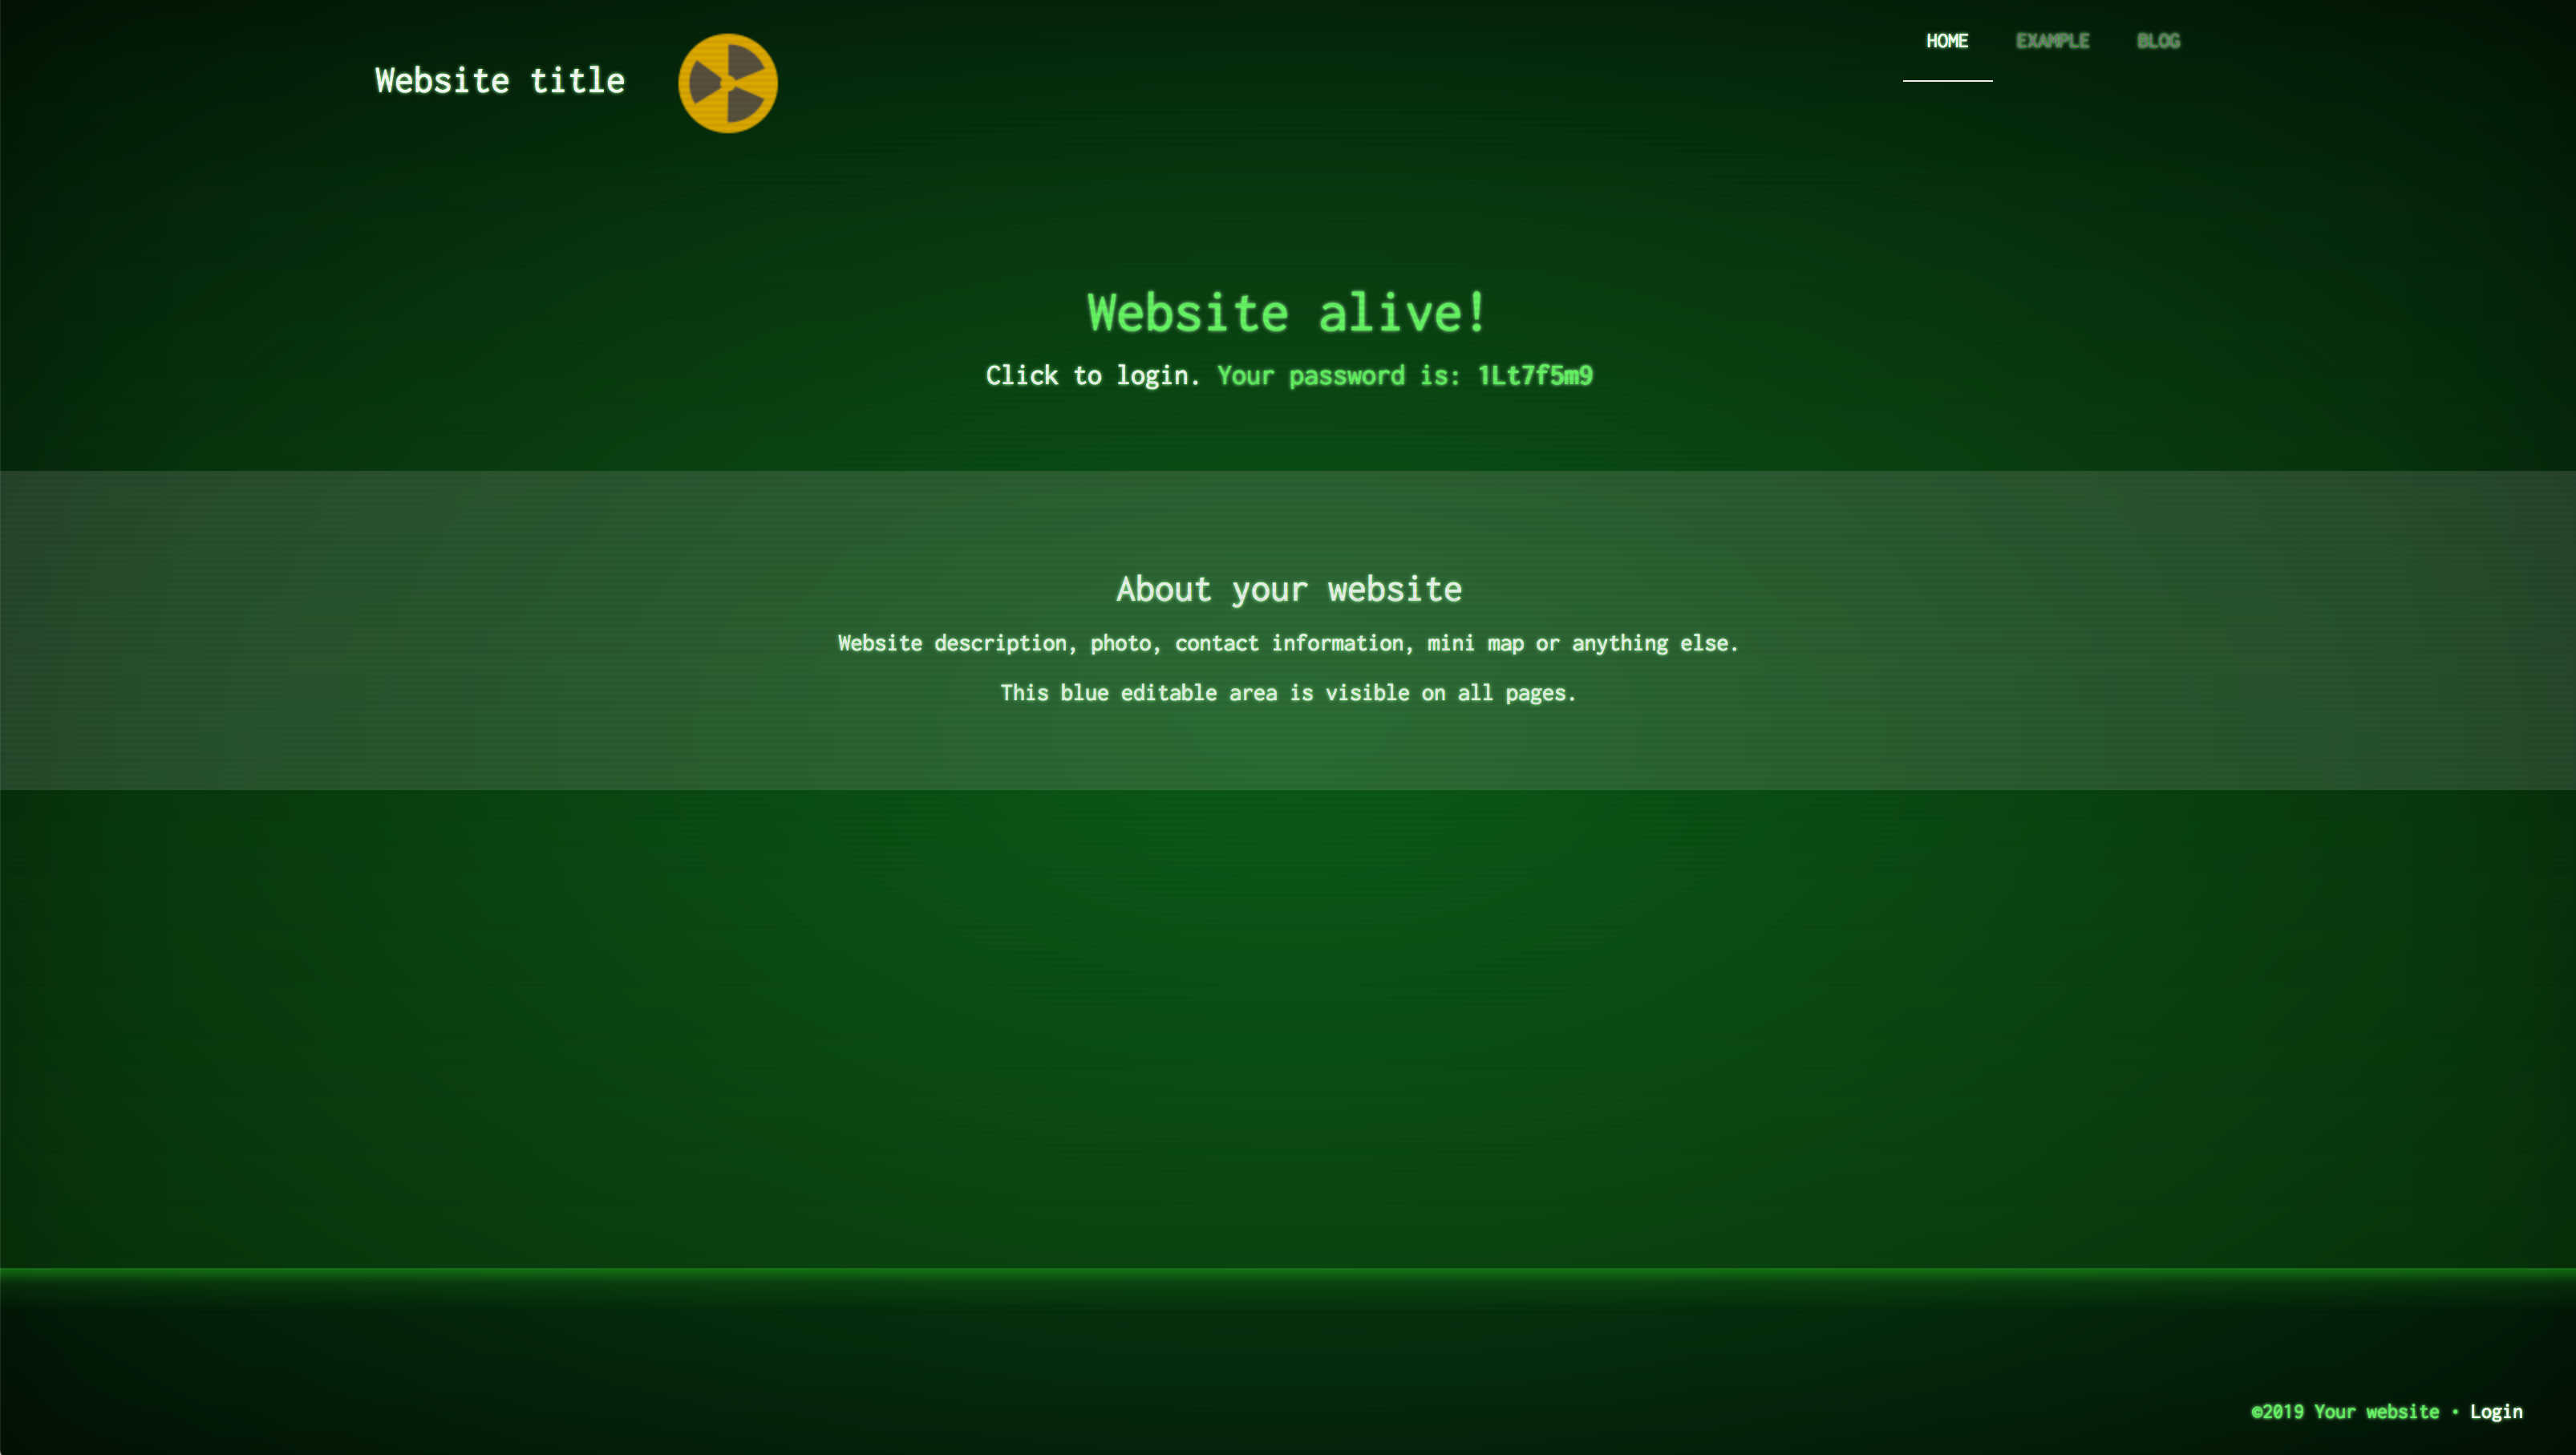 Website title
HOME EXAMPLE BLOG
Website alive!
Click to login. Your password is: 1Lt7f5m9
About your website
Website description, photo, contact information, mini map or anything else.
This blue editable area is visible on all pages.
©2019 Your website • Login